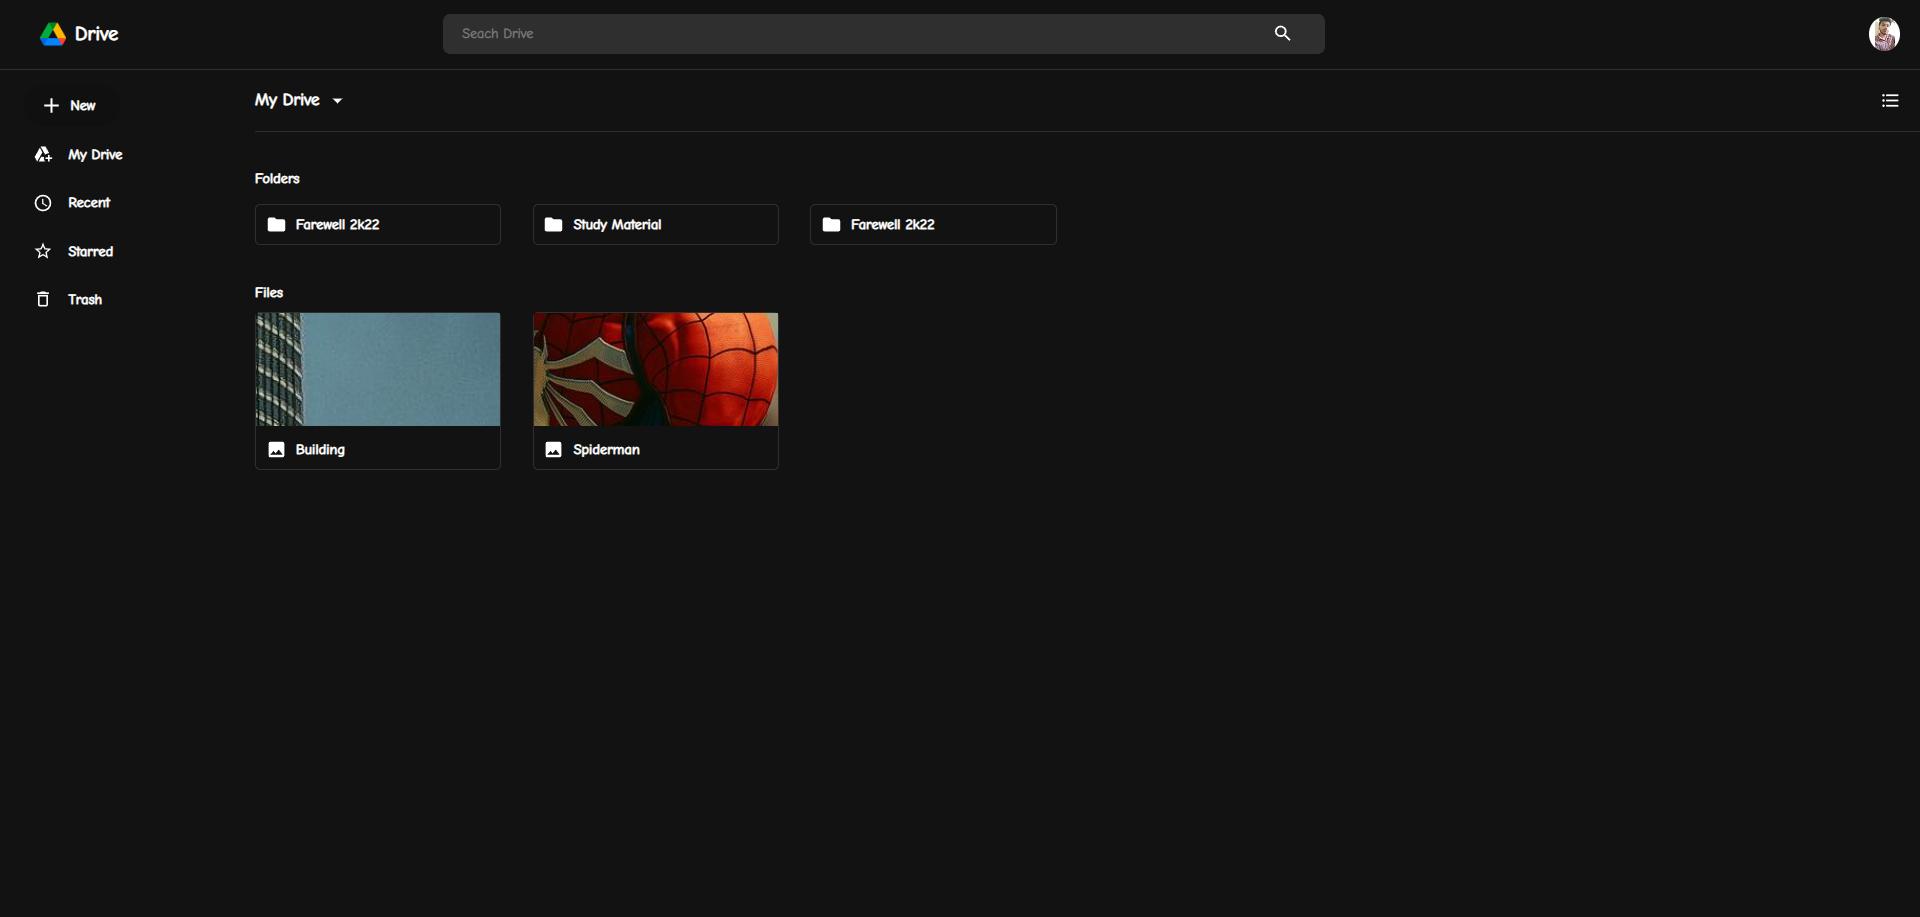 Drive
Seach Drive
New
My Drive
Recent
Starred
Trash
My Drive
Folders
Farewell 2k22
Study Material
Farewell 2k22
Files
Building
Spiderman